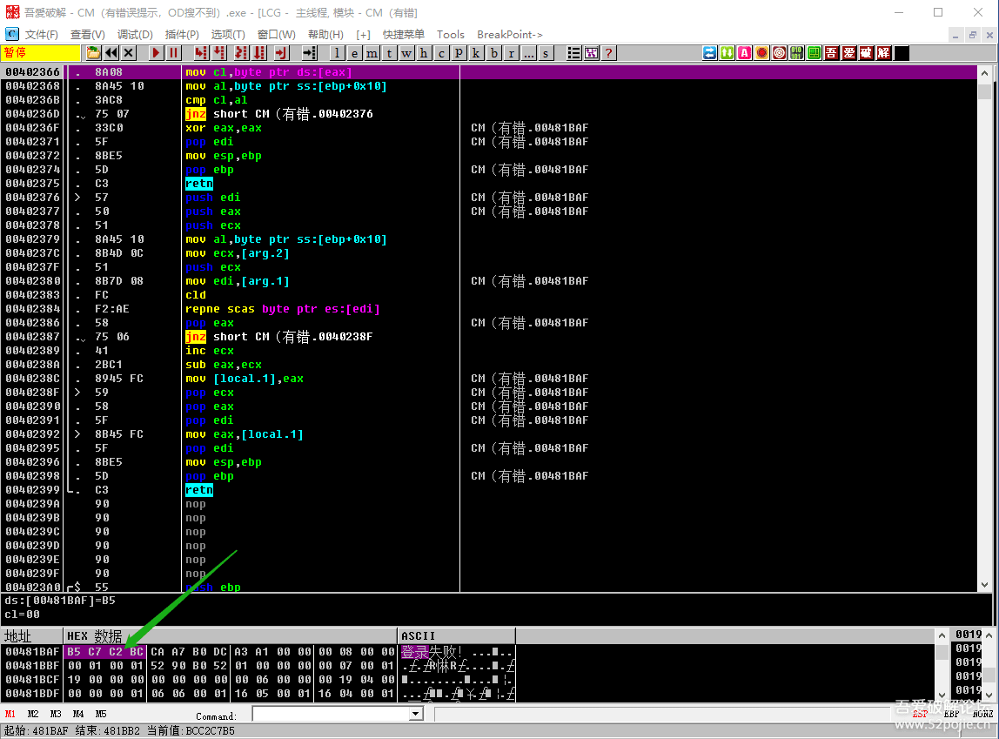 吾爱破解 - CM（有错误提示，OD搜不到）.exe - [LCG -  主线程, 模块 - CM（有错]
文件(F) 查看(V) 调试(D) 插件(P) 选项(T) 窗口(W) 帮助(H) [+] 快捷菜单 Tools BreakPoint->
暂停 l e m t w h c p k b r ... s ? A 吾 爱 破 解
00402366 . 8A08 mov cl,byte ptr ds:[eax]
00402368 . 8A45 10 mov al,byte ptr ss:[ebp+0x10]
0040236B . 3AC8 cmp cl,al
0040236D . 75 07 jnz short CM（有错.00402376
0040236F . 33C0 xor eax,eax CM（有错.00481BAF
00402371 . 5F pop edi CM（有错.00481BAF
00402372 . 8BE5 mov esp,ebp
00402374 . 5D pop ebp CM（有错.00481BAF
00402375 . C3 retn
00402376 > 57 push edi CM（有错.00481BAF
00402377 . 50 push eax CM（有错.00481BAF
00402378 . 51 push ecx
00402379 . 8A45 10 mov al,byte ptr ss:[ebp+0x10]
0040237C . 8B4D 0C mov ecx,[arg.2]
0040237F . 51 push ecx
00402380 . 8B7D 08 mov edi,[arg.1] CM（有错.00481BAF
00402383 . FC cld
00402384 . F2:AE repne scas byte ptr es:[edi]
00402386 . 58 pop eax CM（有错.00481BAF
00402387 . 75 06 jnz short CM（有错.0040238F
00402389 . 41 inc ecx
0040238A . 2BC1 sub eax,ecx
0040238C . 8945 FC mov [local.1],eax CM（有错.00481BAF
0040238F > 59 pop ecx CM（有错.00481BAF
00402390 . 58 pop eax CM（有错.00481BAF
00402391 . 5F pop edi CM（有错.00481BAF
00402392 > 8B45 FC mov eax,[local.1]
00402395 . 5F pop edi CM（有错.00481BAF
00402396 . 8BE5 mov esp,ebp
00402398 . 5D pop ebp CM（有错.00481BAF
00402399 . C3 retn
0040239A 90 nop
0040239B 90 nop
0040239C 90 nop
0040239D 90 nop
0040239E 90 nop
0040239F 90 nop
004023A0 $ 55 push ebp
ds:[00481BAF]=B5
cl=00
地址 HEX 数据 ASCII 0019
00481BAF B5 C7 C2 BC CA A7 B0 DC A3 A1 00 00 00 08 00 00 登录失败！ 0019
00481BBF 00 01 00 01 52 90 B0 52 01 00 00 00 00 07 00 01 0019
00481BCF 19 00 00 00 00 00 00 00 00 06 00 00 00 19 04 00 0019
00481BDF 00 00 00 01 06 06 00 01 16 05 00 01 16 04 00 01 0019
M1 M2 M3 M4 M5 Command: ESP EBP NONE
起始: 481BAF 结束: 481BB2 当前值:BCC2C7B5
吾爱破解论坛
www.52pojie.cn